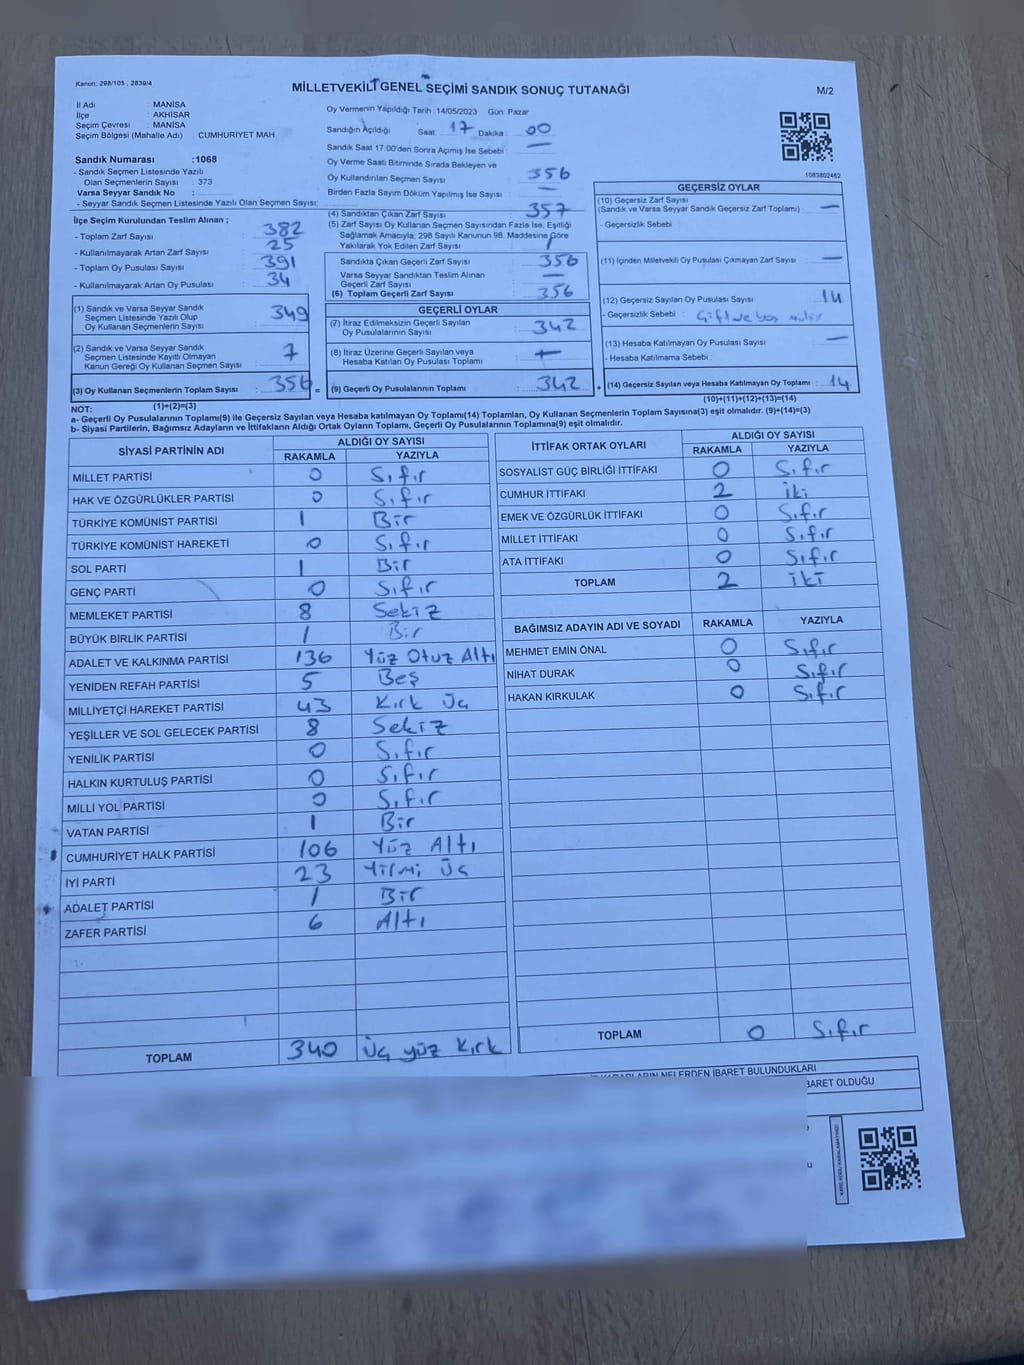 Kanun: 298/105 , 2839/4
MİLLETVEKİLİ GENEL SEÇİMİ SANDIK SONUÇ TUTANAĞI
M/2
İl Adı : MANİSA
İlçe : AKHİSAR
Seçim Çevresi : MANİSA
Seçim Bölgesi (Mahalle Adı) : CUMHURIYET MAH.
Sandık Numarası :1068
- Sandık Seçmen Listesinde Yazılı
Olan Seçmenlerin Sayısı : 373
Varsa Seyyar Sandık No :
- Seyyar Sandık Seçmen Listesinde Yazılı Olan Seçmen Sayısı:
Oy Vermenin Yapıldığı Tarih :14/05/2023 Gün: Pazar
Sandığın Açıldığı Saat 17 Dakika : 00
Sandık Saat 17:00'den Sonra Açımış İse Sebebi —
Oy Verme Saati Bitiminde Sırada Bekleyen ve
Oy Kullandırılan Seçmen Sayısı : 356
Birden Fazla Sayım Döküm Yapılmış İse Sayısı : —
1083803462
İlçe Seçim Kurulundan Teslim Alınan ;
- Toplam Zarf Sayısı : 382
- Kullanılmayarak Artan Zarf Sayısı : 25
- Toplam Oy Pusulası Sayısı : 391
- Kullanılmayarak Artan Oy Pusulası : 34
(4) Sandıktan Çıkan Zarf Sayısı : 357
(5) Zarf Sayısı Oy Kullanan Seçmen Sayısından Fazla İse, Eşitliği
Sağlamak Amacıyla; 298 Sayılı Kanunun 98. Maddesine Göre
Yakılarak Yok Edilen Zarf Sayısı : 1
Sandıkta Çıkan Geçerli Zarf Sayısı : 356
Varsa Seyyar Sandıktan Teslim Alınan
Geçerli Zarf Sayısı : —
(6) Toplam Geçerli Zarf Sayısı : 356
GEÇERSİZ OYLAR
(10) Geçersiz Zarf Sayısı
(Sandık ve Varsa Seyyar Sandık Geçersiz Zarf Toplamı) : —
- Geçersizlik Sebebi :
(11) İçinden Milletvekili Oy Pusulası Çıkmayan Zarf Sayısı : —
(12) Geçersiz Sayılan Oy Pusulası Sayısı : 14
- Geçersizlik Sebebi :
(13) Hesaba Katılmayan Oy Pusulası Sayısı : —
- Hesaba Katılmama Sebebi :
(14) Geçersiz Sayılan veya Hesaba Katılmayan Oy Toplamı : 14
(10)+(11)+(12)+(13)=(14)
(1) Sandık ve Varsa Seyyar Sandık
Seçmen Listesinde Yazılı Olup
Oy Kullanan Seçmenlerin Sayısı : 349
(2) Sandık ve Varsa Seyyar Sandık
Seçmen Listesinde Kayıtlı Olmayan
Kanun Gereği Oy Kullanan Seçmen Sayısı : 7
(3) Oy Kullanan Seçmenlerin Toplam Sayısı : 356 =
(1)+(2)=(3)
GEÇERLİ OYLAR
(7) İtiraz Edilmeksizin Geçerli Sayılan
Oy Pusulalarının Sayısı : 342
(8) İtiraz Üzerine Geçerli Sayılan veya
Hesaba Katılan Oy Pusulası Toplamı : —
(9) Geçerli Oy Pusulalarının Toplamı : 342 +
NOT:
a- Geçerli Oy Pusulalarının Toplamı(9) ile Geçersiz Sayılan veya Hesaba katılmayan Oy Toplamı(14) Toplamları, Oy Kullanan Seçmenlerin Toplam Sayısına(3) eşit olmalıdır. (9)+(14)=(3)
b- Siyasi Partilerin, Bağımsız Adayların ve İttifakların Aldığı Ortak Oyların Toplamı, Geçerli Oy Pusulalarının Toplamına(9) eşit olmalıdır.
SİYASİ PARTİNİN ADI ALDIĞI OY SAYISI
RAKAMLA YAZIYLA
MİLLET PARTİSİ 0 Sıfır
HAK VE ÖZGÜRLÜKLER PARTİSİ 0 Sıfır
TÜRKİYE KOMÜNİST PARTİSİ 1 Bir
TÜRKİYE KOMÜNİST HAREKETİ 0 Sıfır
SOL PARTİ 1 Bir
GENÇ PARTİ 0 Sıfır
MEMLEKET PARTİSİ 8 Sekiz
BÜYÜK BİRLİK PARTİSİ 1 Bir
ADALET VE KALKINMA PARTİSİ 136 Yüz Otuz Altı
YENİDEN REFAH PARTİSİ 5 Beş
MİLLİYETÇİ HAREKET PARTİSİ 43 Kırk Üç
YEŞİLLER VE SOL GELECEK PARTİSİ 8 Sekiz
YENİLİK PARTİSİ 0 Sıfır
HALKIN KURTULUŞ PARTİSİ 0 Sıfır
MİLLİ YOL PARTİSİ 0 Sıfır
VATAN PARTİSİ 1 Bir
CUMHURİYET HALK PARTİSİ 106 Yüz Altı
İYİ PARTİ 23 Yirmi Üç
ADALET PARTİSİ 1 Bir
ZAFER PARTİSİ 6 Altı
TOPLAM 340 Üç yüz Kırk
İTTİFAK ORTAK OYLARI ALDIĞI OY SAYISI
RAKAMLA YAZIYLA
SOSYALİST GÜÇ BİRLİĞİ İTTİFAKI 0 Sıfır
CUMHUR İTTİFAKI 2 İki
EMEK VE ÖZGÜRLÜK İTTİFAKI 0 Sıfır
MİLLET İTTİFAKI 0 Sıfır
ATA İTTİFAKI 0 Sıfır
TOPLAM 2 İki
BAĞIMSIZ ADAYIN ADI VE SOYADI RAKAMLA YAZIYLA
MEHMET EMİN ÖNAL 0 Sıfır
NİHAT DURAK 0 Sıfır
HAKAN KIRKULAK 0 Sıfır
TOPLAM 0 Sıfır
NELERDEN İBARET BULUNDUKLARI
BARET OLDUĞU